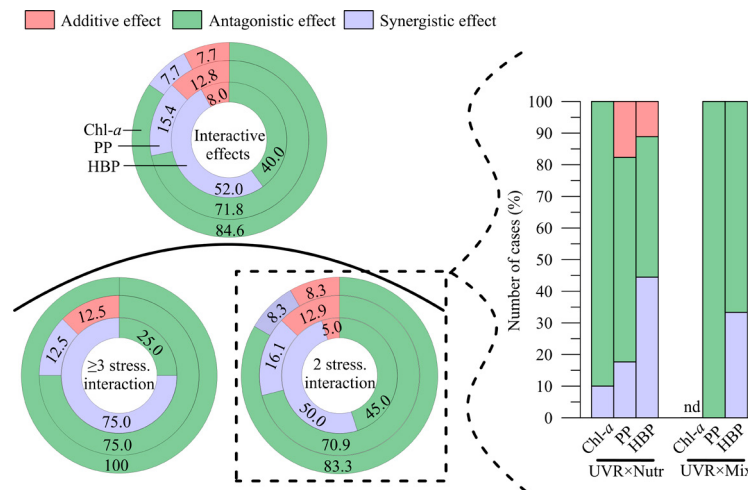 Additive effect
Antagonistic effect
Synergistic effect
7.7
7.7
12.8
15.4
8.0
Chl-a
PP
HBP
Interactive
effects
40.0
52.0
71.8
84.6
12.5
12.5
25.0
≥3 stress.
interaction
75.0
75.0
100
8.3
8.3
12.9
16.1
5.0
2 stress.
interaction
50.0
45.0
70.9
83.3
Number of cases (%)
100
90
80
70
60
50
40
30
20
10
0
nd
Chl-a
PP
HBP
Chl-a
PP
HBP
UVR×Nutr
UVR×Mix